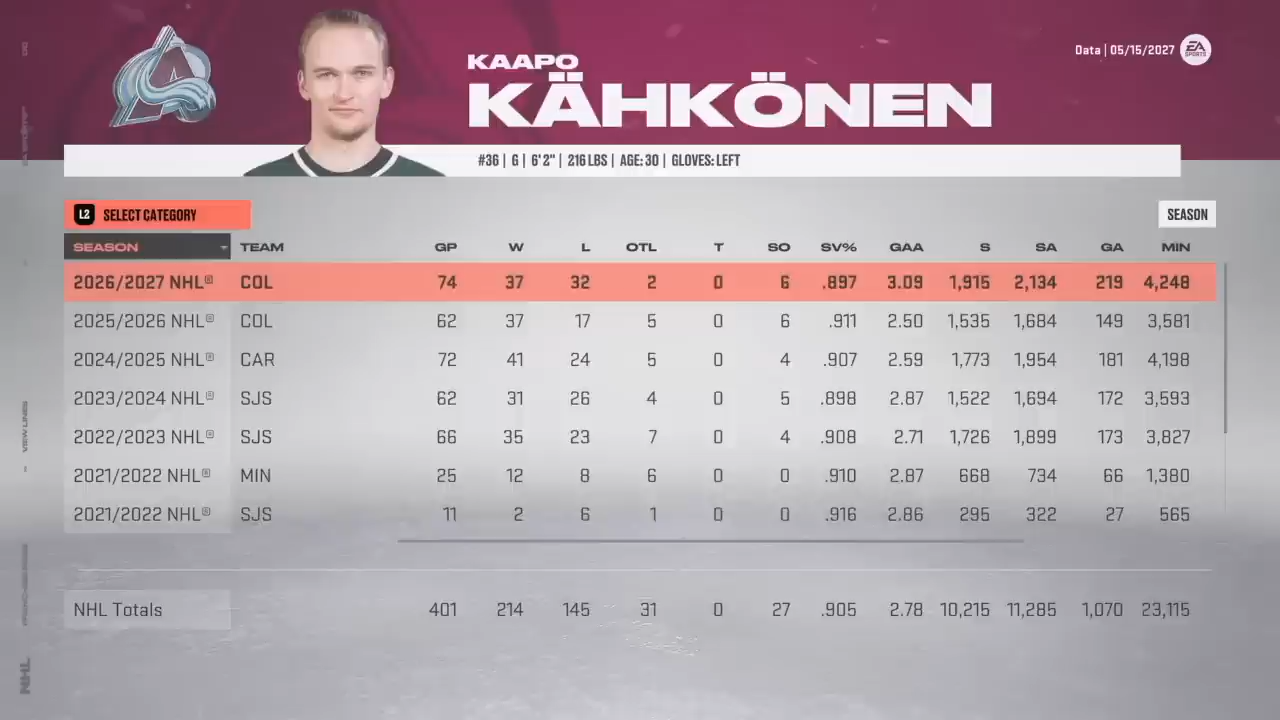 KAAPO
KÄHKÖNEN
Data | 05/15/2027
EA SPORTS
#36 | G | 6' 2" | 216 LBS | AGE: 30 | GLOVES: LEFT
L2 SELECT CATEGORY
SEASON
SEASON TEAM GP W L OTL T SO SV% GAA S SA GA MIN
2026/2027 NHL® COL 74 37 32 2 0 6 .897 3.09 1,915 2,134 219 4,248
2025/2026 NHL® COL 62 37 17 5 0 6 .911 2.50 1,535 1,684 149 3,581
2024/2025 NHL® CAR 72 41 24 5 0 4 .907 2.59 1,773 1,954 181 4,198
2023/2024 NHL® SJS 62 31 26 4 0 5 .898 2.87 1,522 1,694 172 3,593
2022/2023 NHL® SJS 66 35 23 7 0 4 .908 2.71 1,726 1,899 173 3,827
2021/2022 NHL® MIN 25 12 8 6 0 0 .910 2.87 668 734 66 1,380
2021/2022 NHL® SJS 11 2 6 1 0 0 .916 2.86 295 322 27 565
NHL Totals 401 214 145 31 0 27 .905 2.78 10,215 11,285 1,070 23,115
VIEW LINES
NHL